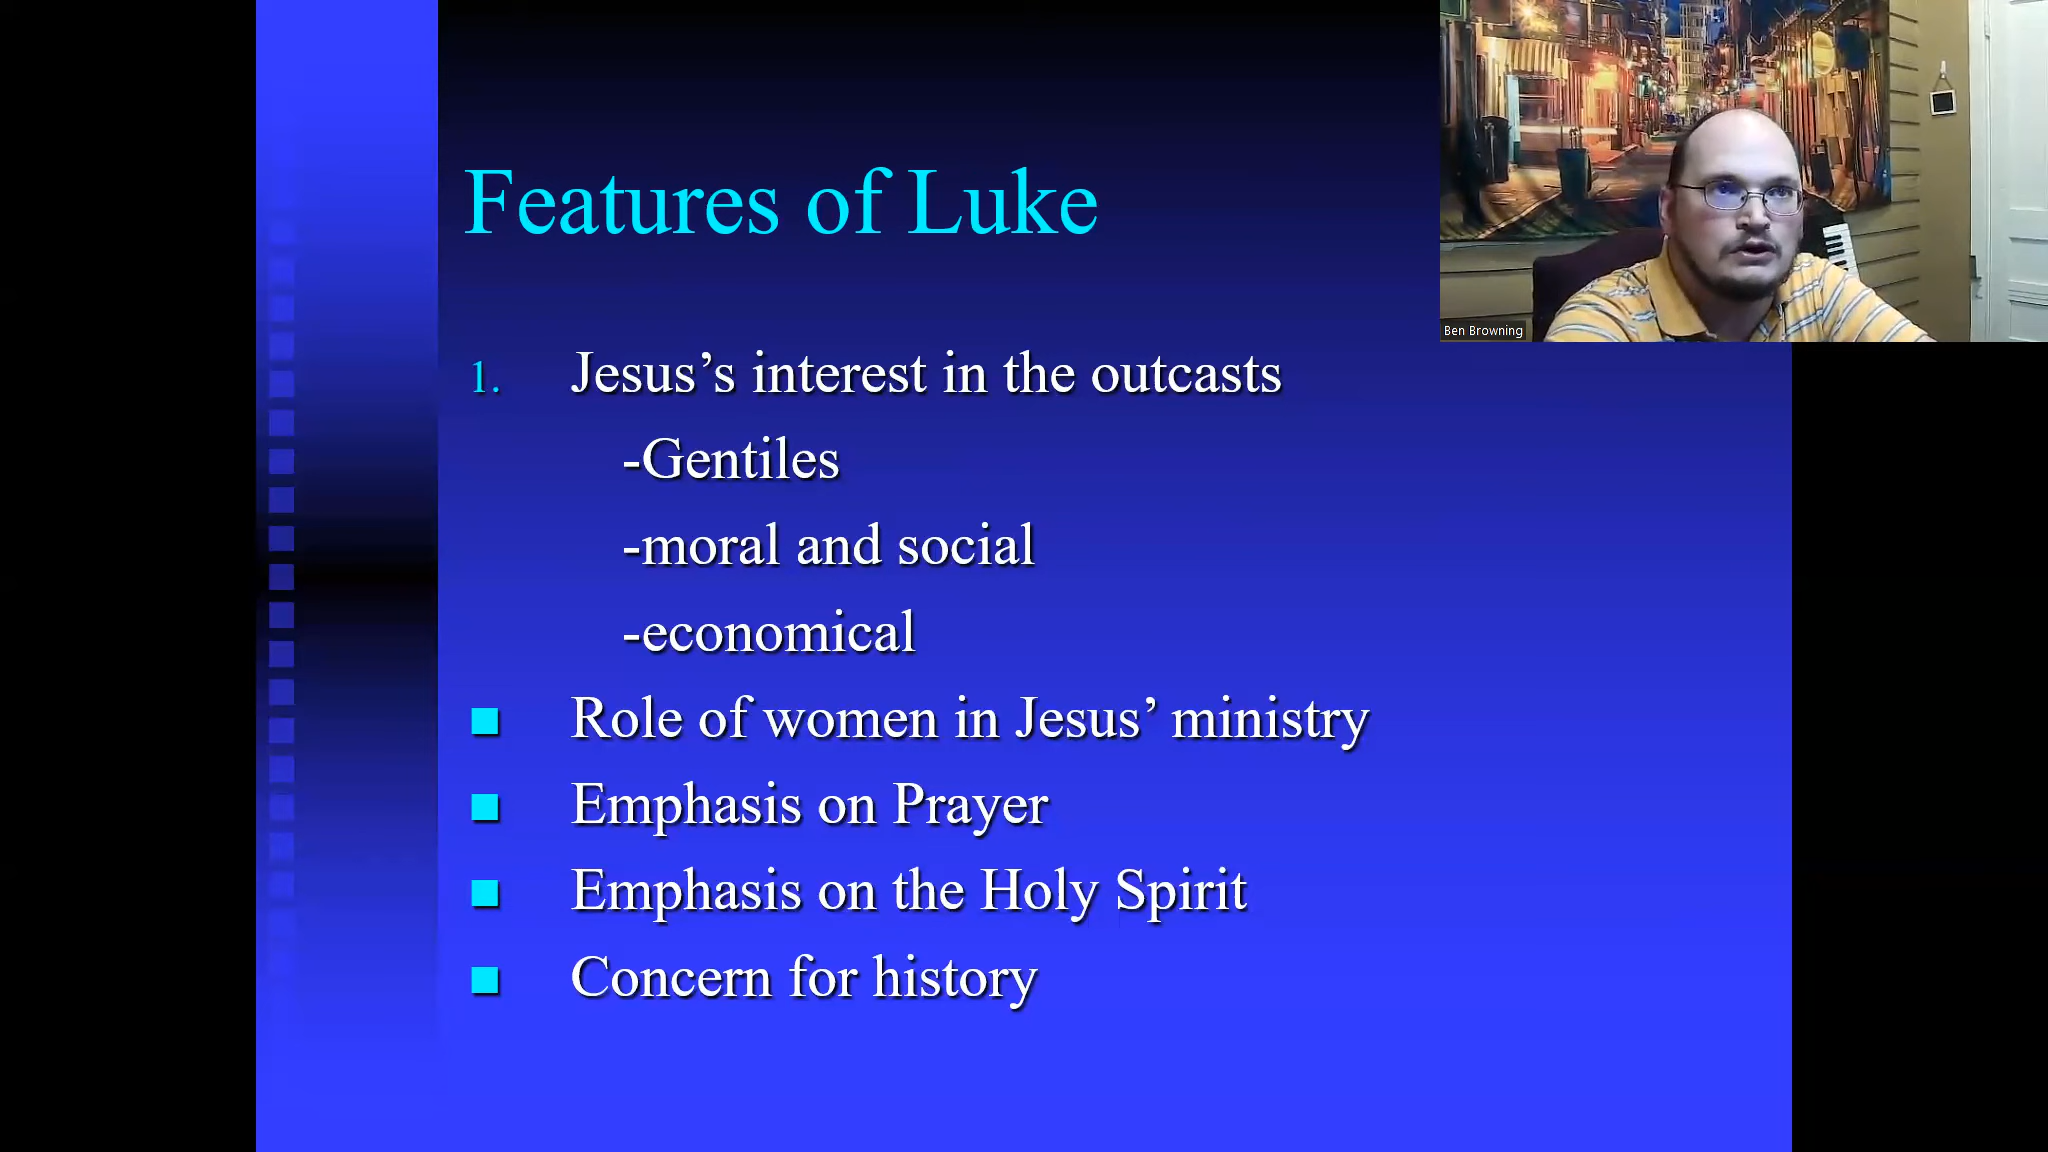 Features of Luke
1. Jesus’s interest in the outcasts
-Gentiles
-moral and social
-economical
Role of women in Jesus’ ministry
Emphasis on Prayer
Emphasis on the Holy Spirit
Concern for history
Ben Browning